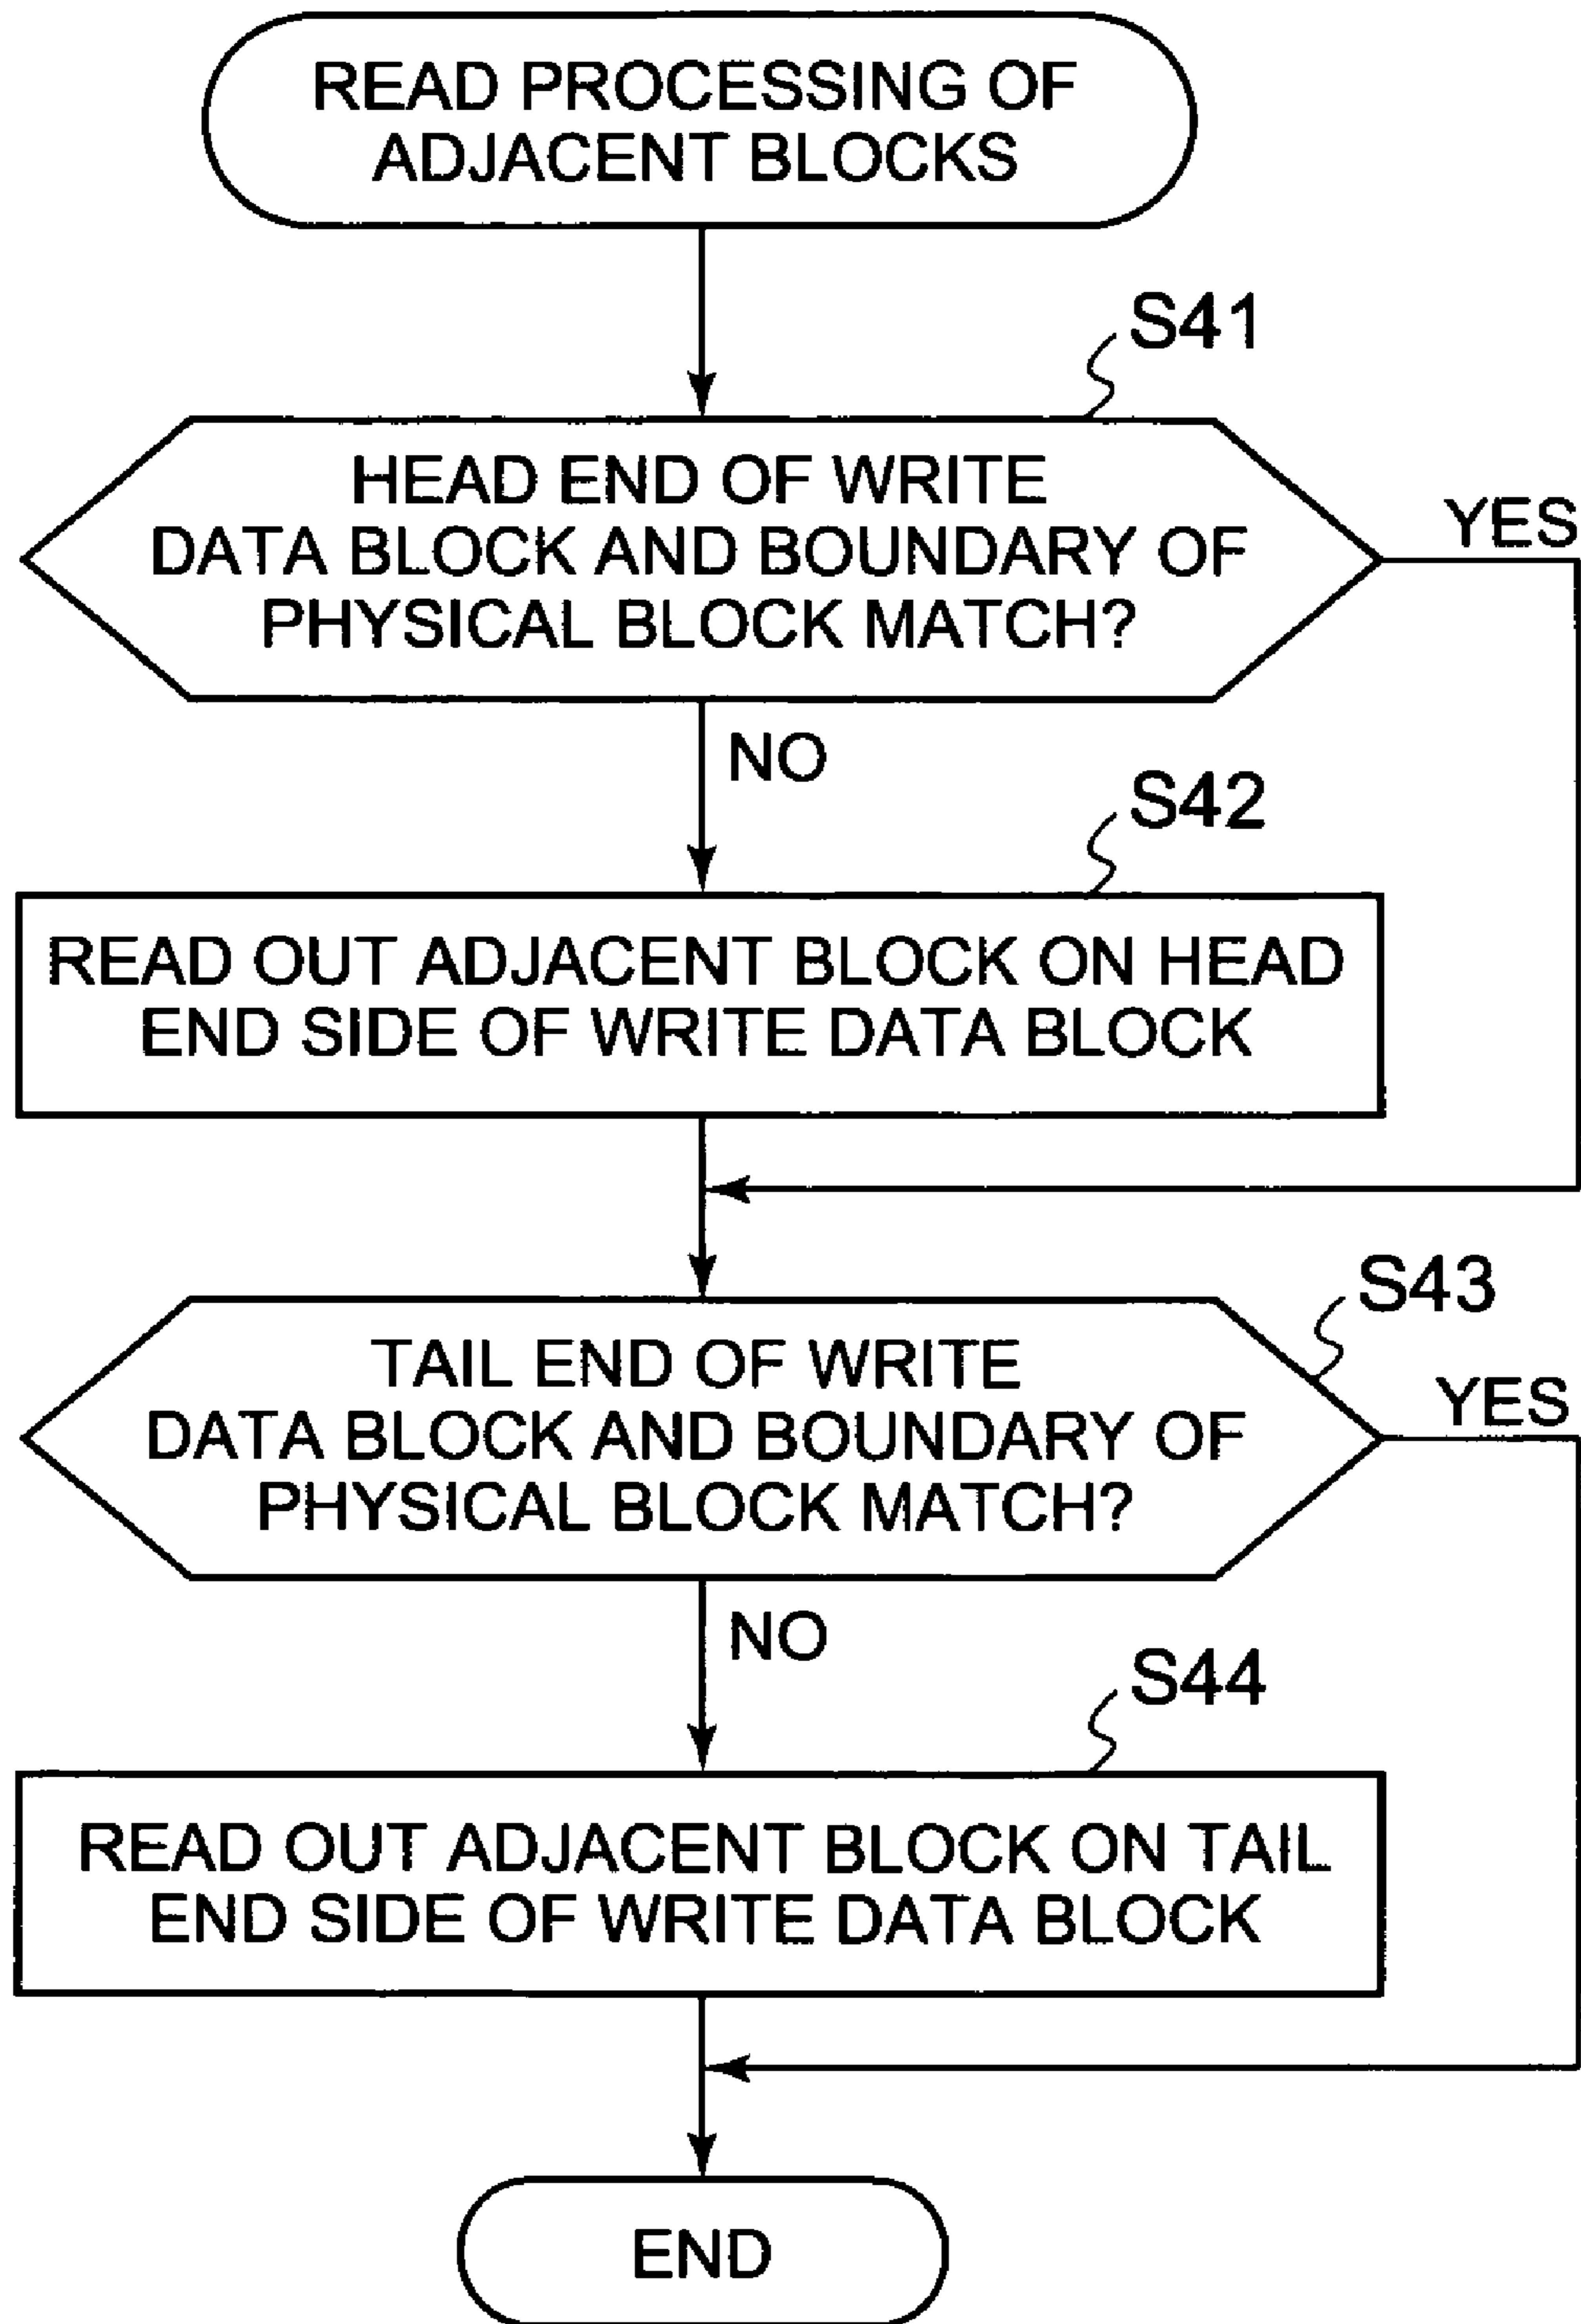 READ PROCESSING OF
ADJACENT BLOCKS
S41
HEAD END OF WRITE
DATA BLOCK AND BOUNDARY OF
PHYSICAL BLOCK MATCH?
YES
NO
S42
READ OUT ADJACENT BLOCK ON HEAD
END SIDE OF WRITE DATA BLOCK
S43
TAIL END OF WRITE
DATA BLOCK AND BOUNDARY OF
PHYSICAL BLOCK MATCH?
YES
NO
S44
READ OUT ADJACENT BLOCK ON TAIL
END SIDE OF WRITE DATA BLOCK
END